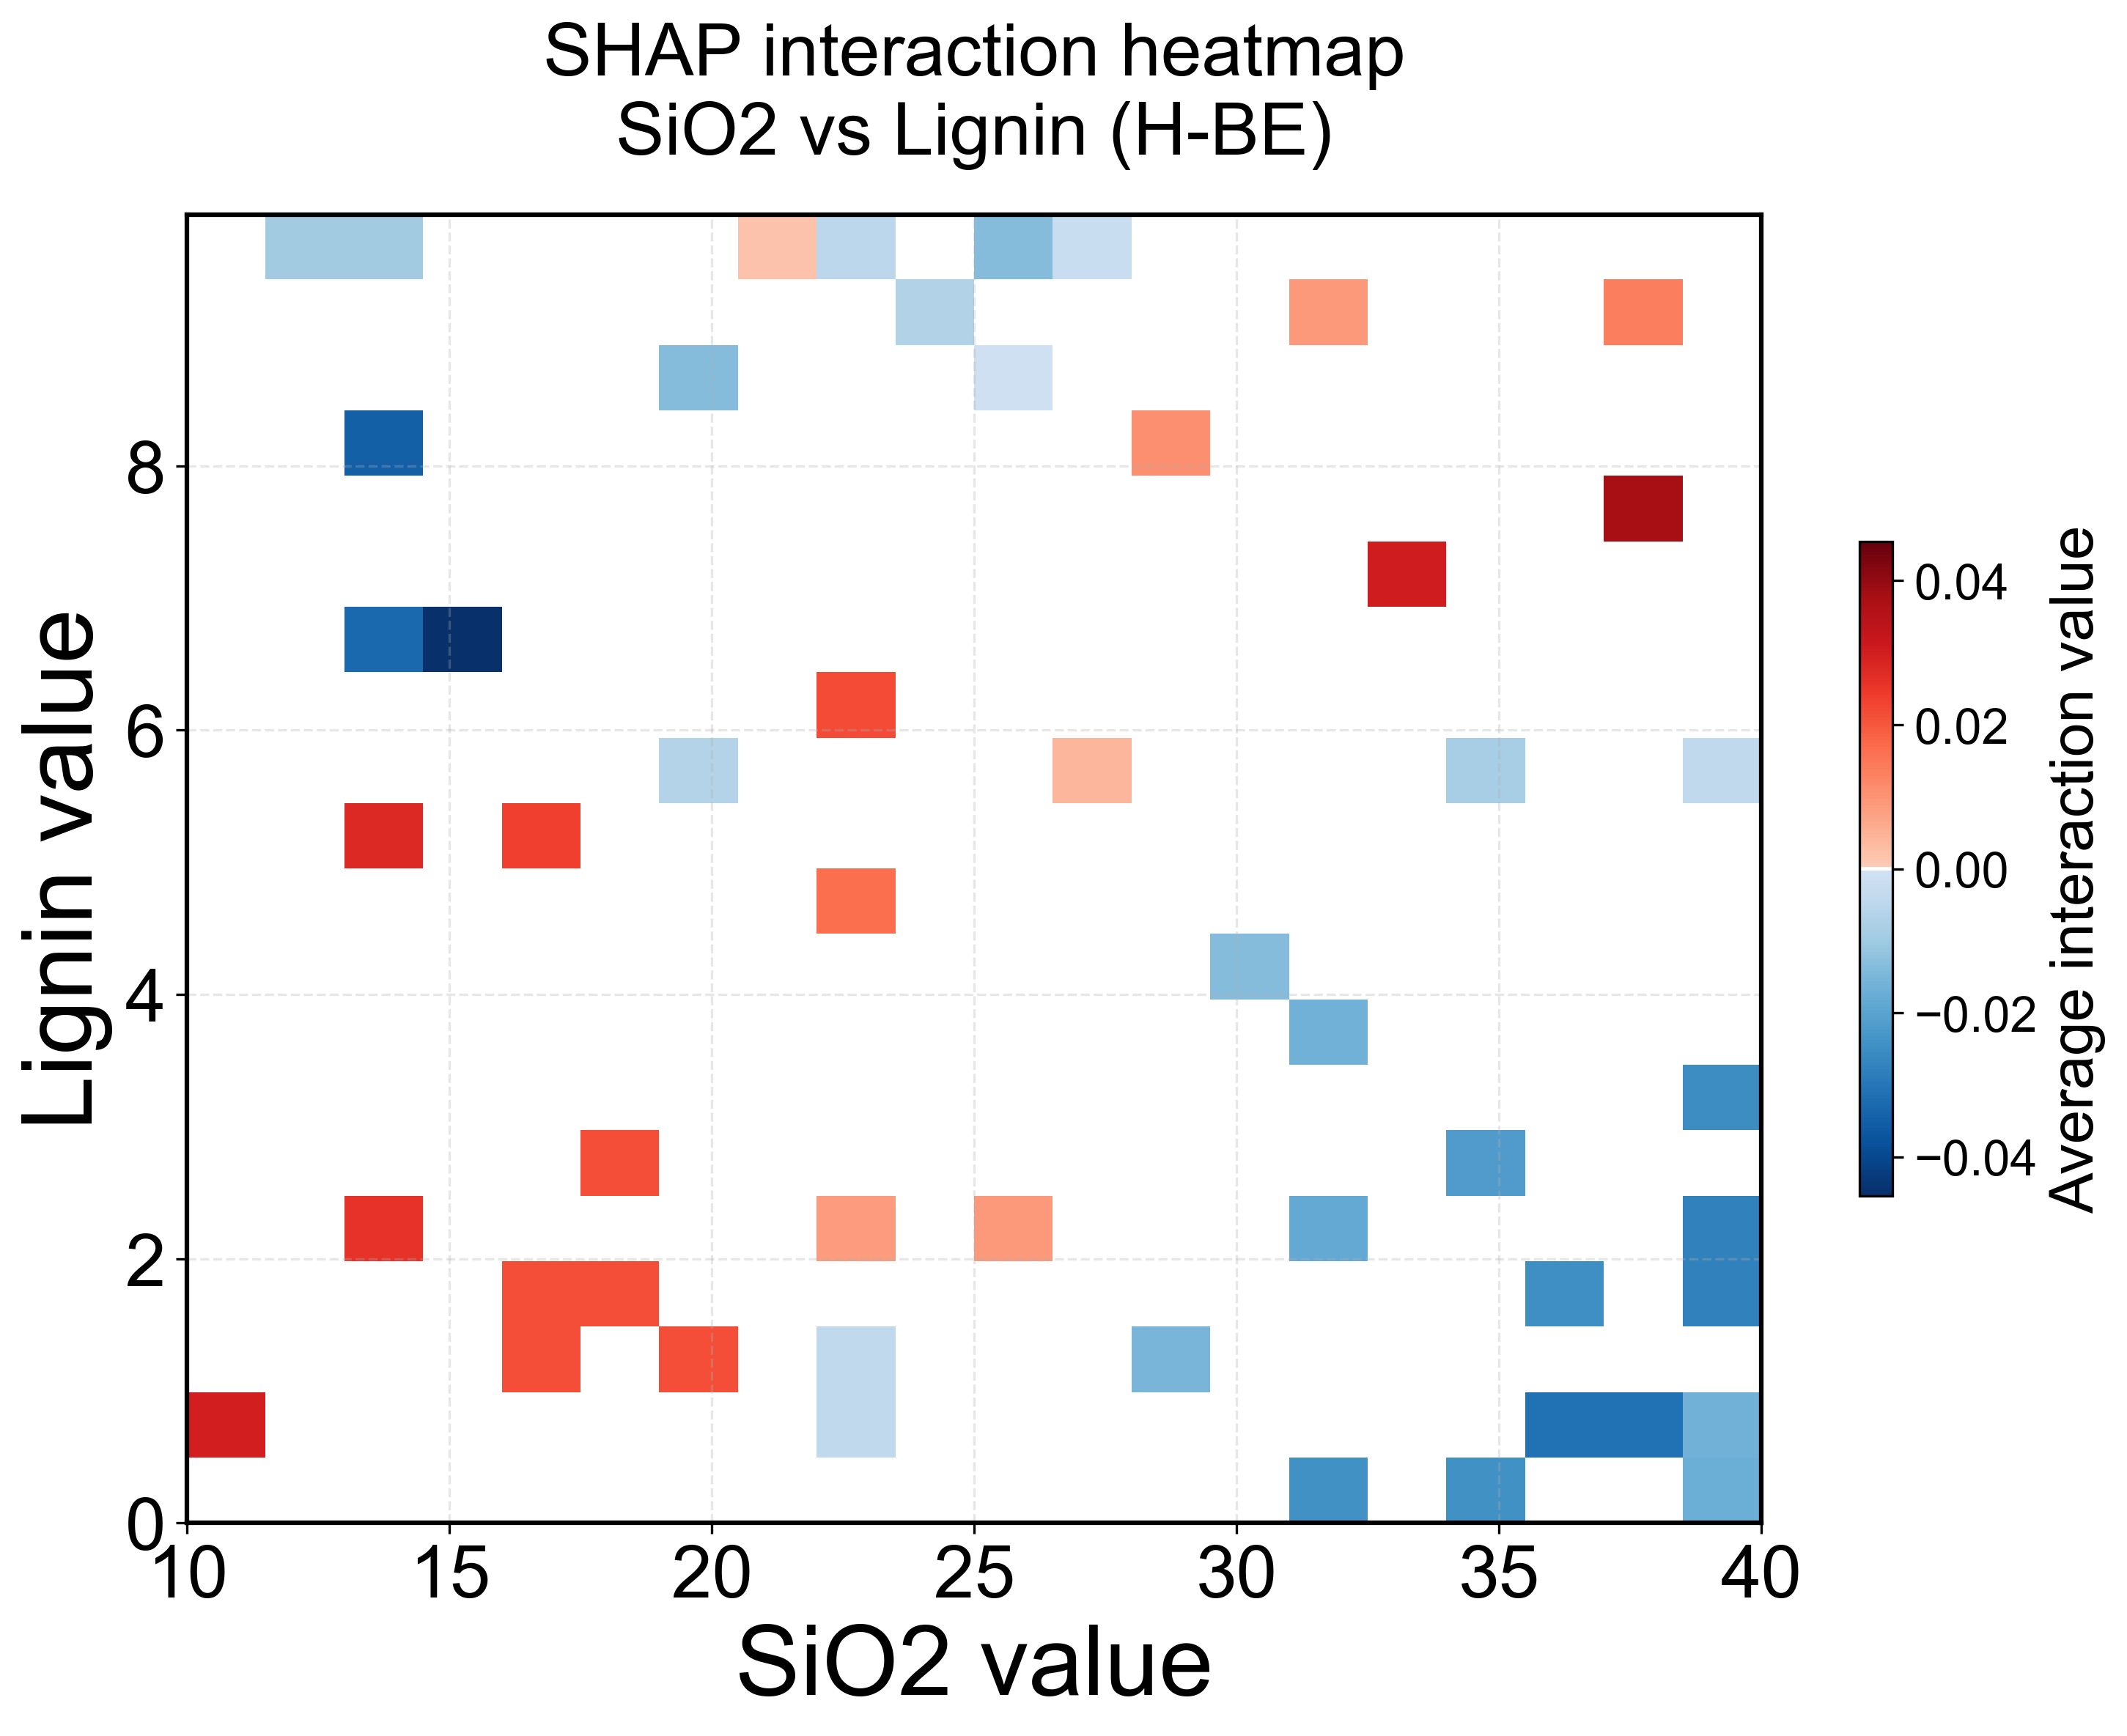 SHAP interaction heatmap
SiO2 vs Lignin (H-BE)
Lignin value
8
6
4
2
0
10 15 20 25 30 35 40
SiO2 value
0.04
0.02
0.00
−0.02
−0.04
Average interaction value